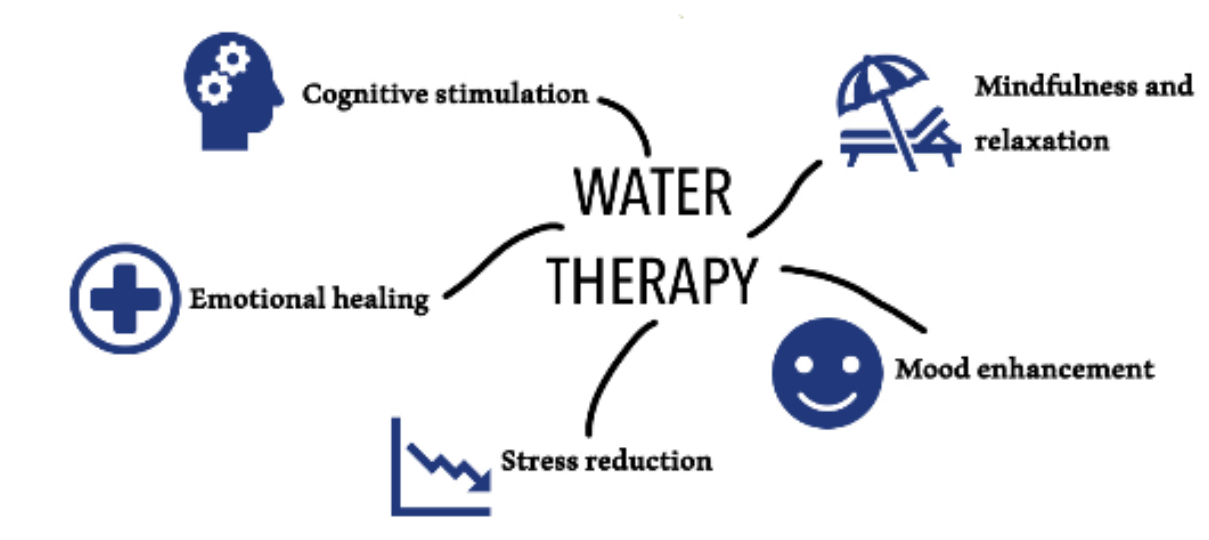 Cognitive stimulation
Mindfulness and
relaxation
WATER
THERAPY
Emotional healing
Mood enhancement
Stress reduction